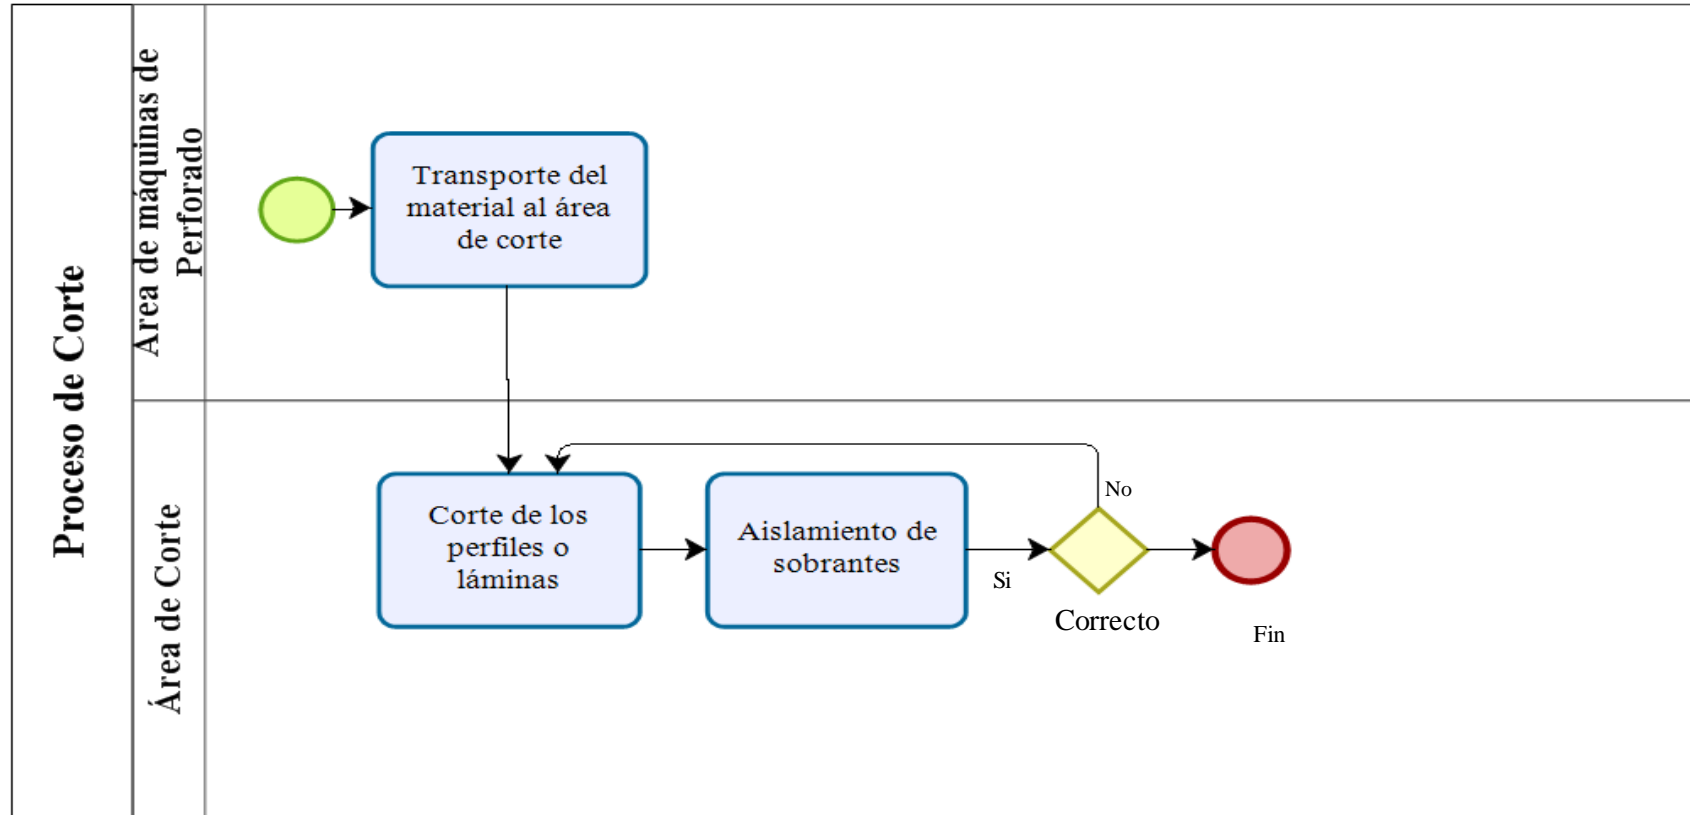 Proceso de Corte
Area de máquinas de
Perforado
Transporte del
material al área
de corte
Área de Corte
Corte de los
perfiles o
láminas
Aislamiento de
sobrantes
Si
No
Correcto
Fin